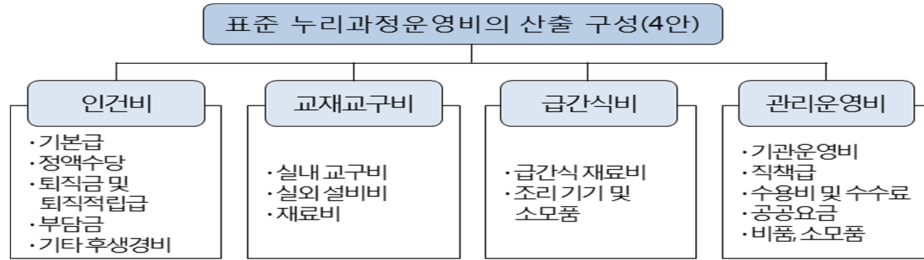 표준 누리과정운영비의 산출 구성(4안)
인건비
·기본급
·정액수당
·퇴직금 및
퇴직적립급
·부담금
·기타 후생경비
교재교구비
·실내 교구비
·실외 설비비
·재료비
급간식비
·급간식 재료비
·조리 기기 및
소모품
관리운영비
·기관운영비
·직책급
·수용비 및 수수료
·공공요금
·비품, 소모품